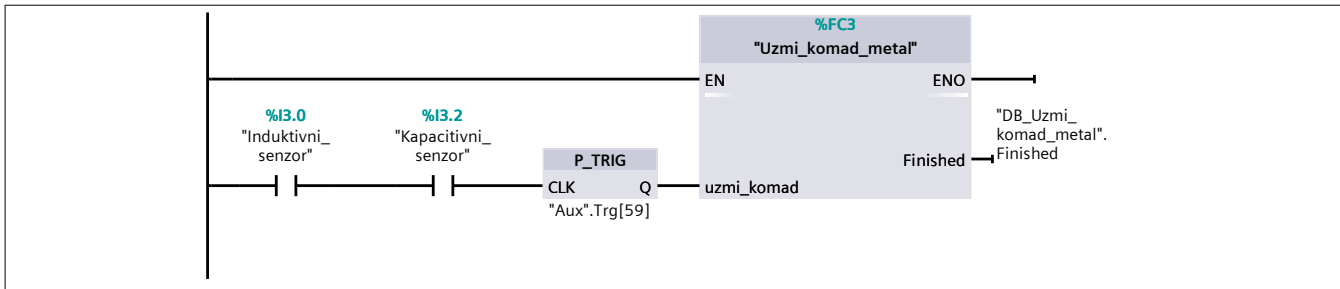 %FC3
"Uzmi_komad_metal"
EN
ENO
%I3.0
"Induktivni_
senzor"
%I3.2
"Kapacitivni_
senzor"
"DB_Uzmi_
komad_metal".
Finished
P_TRIG
Finished
CLK
Q
uzmi_komad
"Aux".Trg[59]